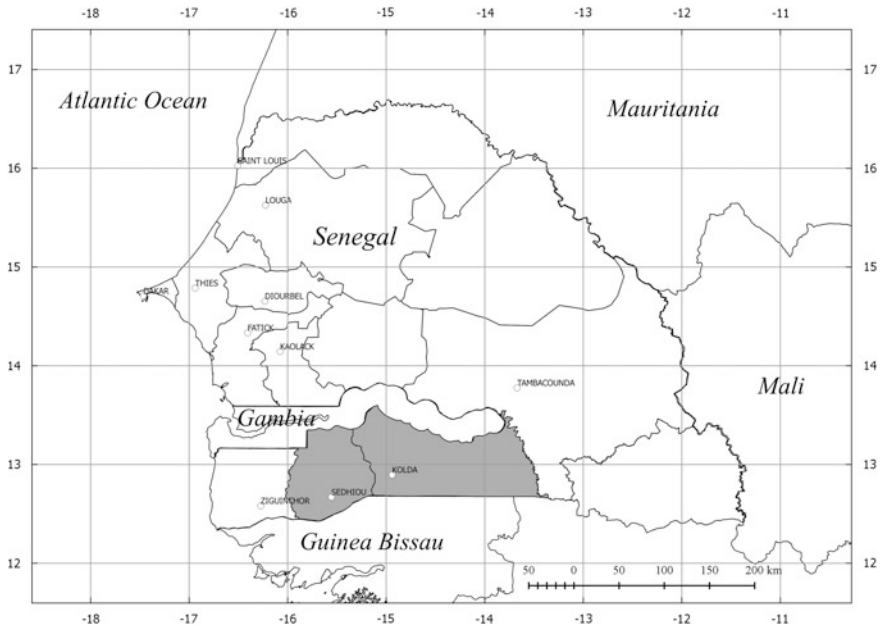 -18 -17 -16 -15 -14 -13 -12 -11
17 17
Atlantic Ocean Mauritania
16 SAINT LOUIS 16
LOUGA
Senegal
15 15
DAKAR THIES DIOURBEL
FATICK
KAOLACK
14 14
TAMBACOUNDA
Mali
Gambia
13 KOLDA 13
ZIGUINCHOR SEDHIOU
Guinea Bissau
12 12
50 0 50 100 150 200 km
-18 -17 -16 -15 -14 -13 -12 -11